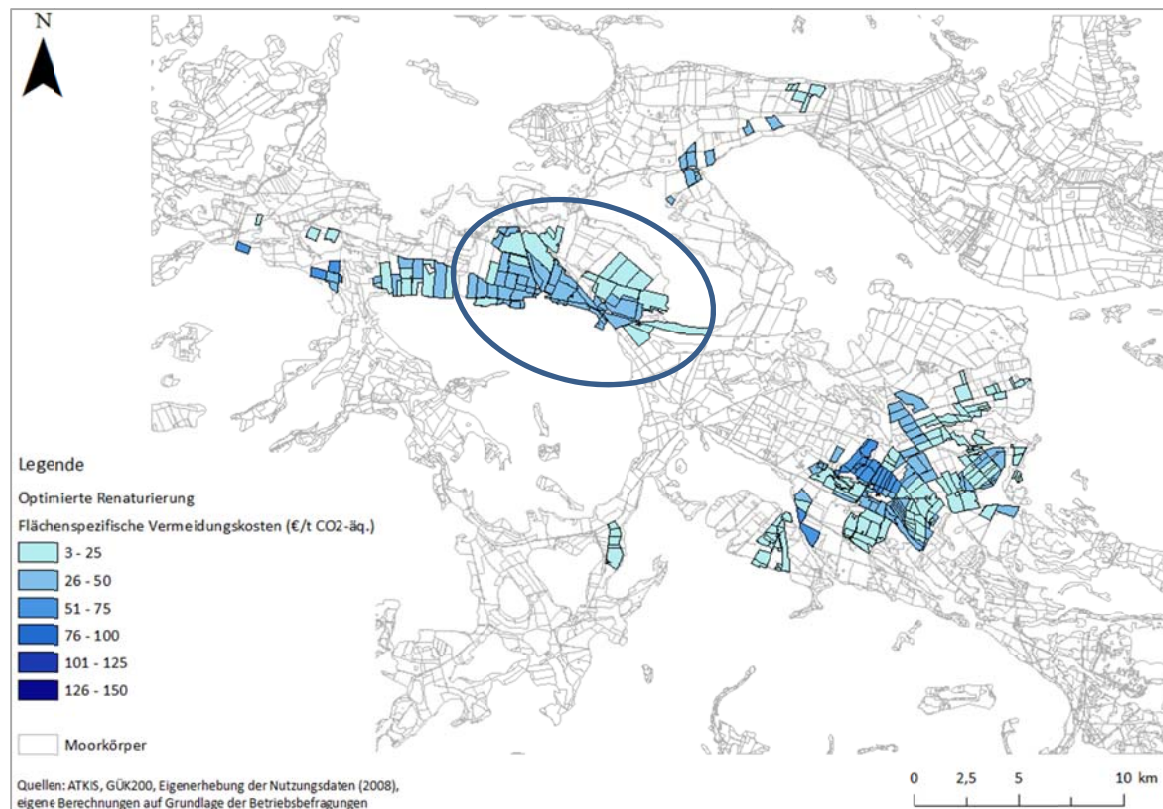 N
Legende
Optimierte Renaturierung
Flächenspezifische Vermeidungskosten (€/t CO2-äq.)
3 - 25
26 - 50
51 - 75
76 - 100
101 - 125
126 - 150
Moorkörper
Quellen: ATKIS, GÜK200, Eigenerhebung der Nutzungsdaten (2008),
eigene Berechnungen auf Grundlage der Betriebsbefragungen
0 2,5 5 10 km